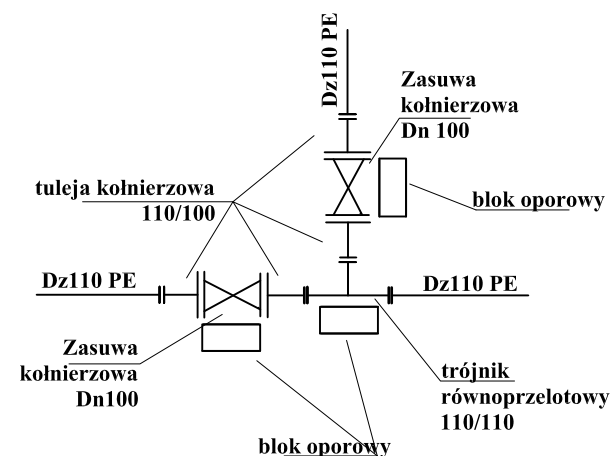 Dz110 PE
Zasuwa
kołnierzowa
Dn 100
tuleja kołnierzowa
110/100
blok oporowy
Dz110 PE
Dz110 PE
Zasuwa
kołnierzowa
Dn100
trójnik
równoprzelotowy
110/110
blok oporowy